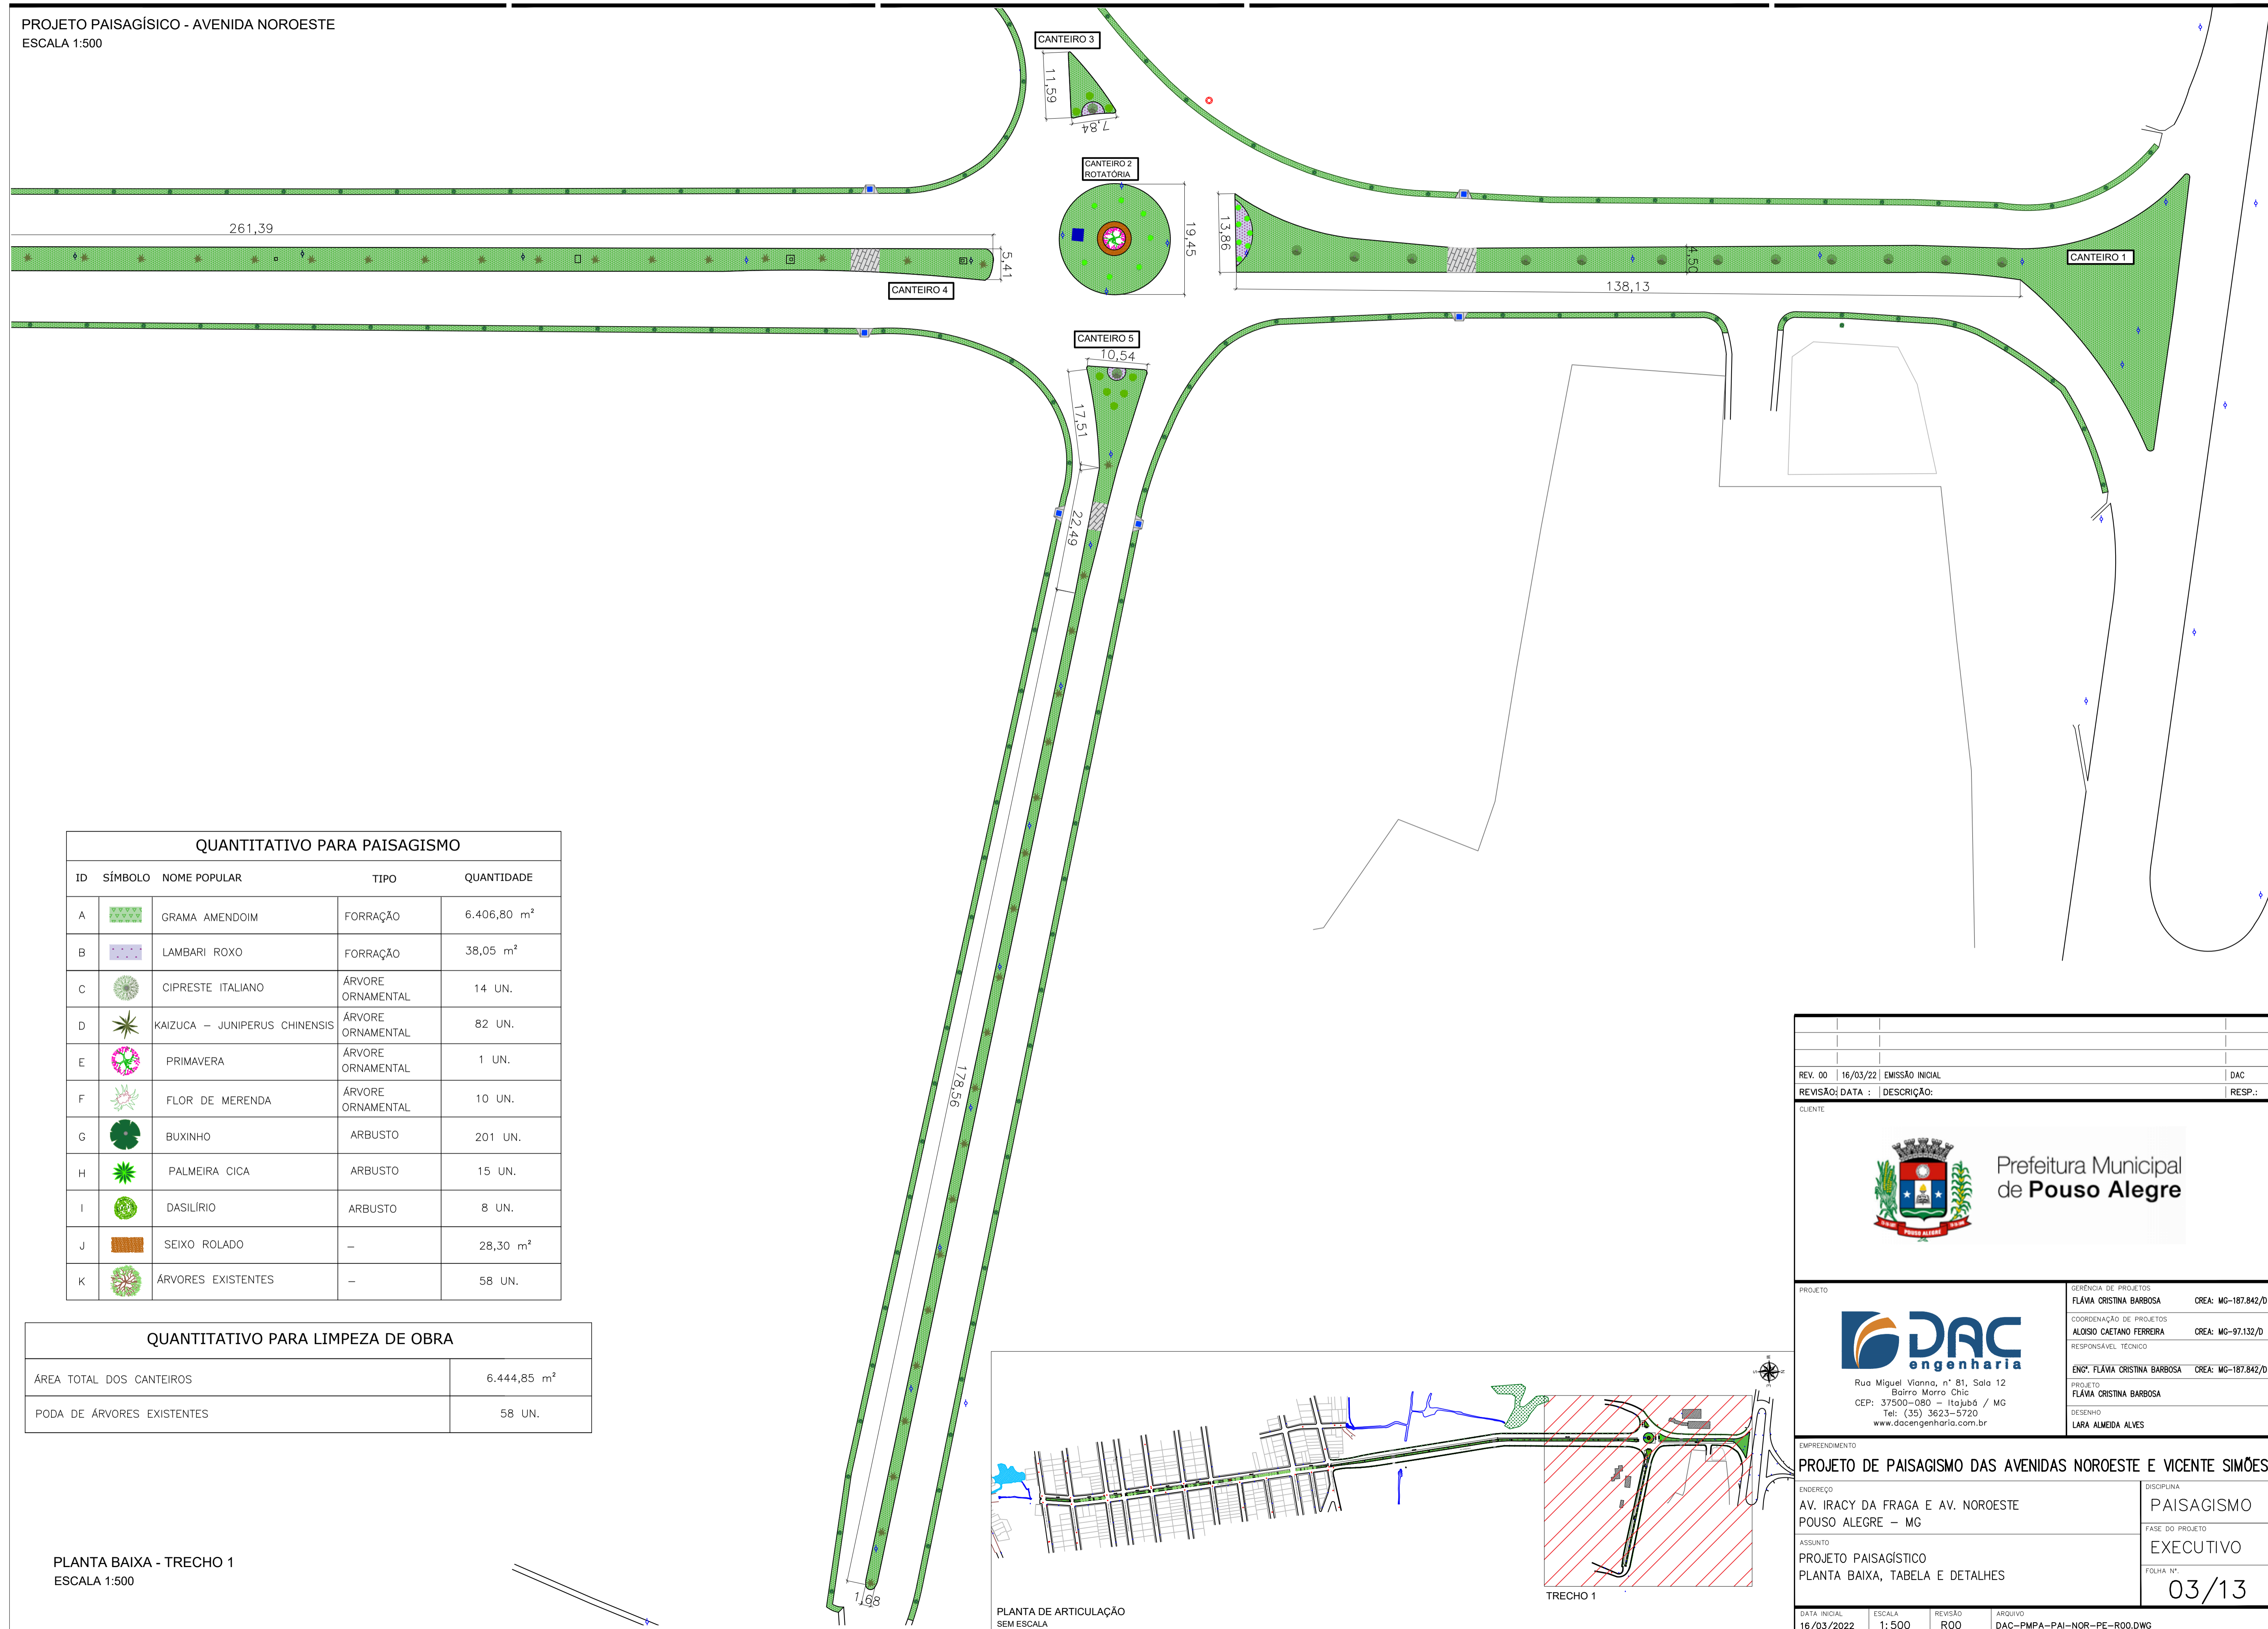 PROJETO PAISAGÍSICO - AVENIDA NOROESTE
ESCALA 1:500
CANTEIRO 3
11,59
7,84
CANTEIRO 2
ROTATÓRIA
19,45
13,86
261,39
5,41
CANTEIRO 4
4,50
138,13
CANTEIRO 1
CANTEIRO 5
10,54
17,51
22,49
178,56
1,68
QUANTITATIVO PARA PAISAGISMO
ID SÍMBOLO NOME POPULAR TIPO QUANTIDADE
A GRAMA AMENDOIM FORRAÇÃO 6.406,80 m²
B LAMBARI ROXO FORRAÇÃO 38,05 m²
C CIPRESTE ITALIANO ÁRVORE ORNAMENTAL 14 UN.
D KAIZUCA – JUNIPERUS CHINENSIS ÁRVORE ORNAMENTAL 82 UN.
E PRIMAVERA ÁRVORE ORNAMENTAL 1 UN.
F FLOR DE MERENDA ÁRVORE ORNAMENTAL 10 UN.
G BUXINHO ARBUSTO 201 UN.
H PALMEIRA CICA ARBUSTO 15 UN.
I DASILÍRIO ARBUSTO 8 UN.
J SEIXO ROLADO – 28,30 m²
K ÁRVORES EXISTENTES – 58 UN.
QUANTITATIVO PARA LIMPEZA DE OBRA
ÁREA TOTAL DOS CANTEIROS 6.444,85 m²
PODA DE ÁRVORES EXISTENTES 58 UN.
PLANTA BAIXA - TRECHO 1
ESCALA 1:500
PLANTA DE ARTICULAÇÃO
SEM ESCALA
TRECHO 1
REV. 00 16/03/22 EMISSÃO INICIAL DAC
REVISÃO: DATA : DESCRIÇÃO: RESP.:
CLIENTE
POUSO ALEGRE
Prefeitura Municipal
de Pouso Alegre
PROJETO
DAC
engenharia
Rua Miguel Vianna, n° 81, Sala 12
Bairro Morro Chic
CEP: 37500–080 – Itajubá / MG
Tel: (35) 3623–5720
www.dacengenharia.com.br
GERÊNCIA DE PROJETOS
FLÁVIA CRISTINA BARBOSA CREA: MG–187.842/D
COORDENAÇÃO DE PROJETOS
ALOISIO CAETANO FERREIRA CREA: MG–97.132/D
RESPONSÁVEL TÉCNICO
ENGª. FLÁVIA CRISTINA BARBOSA CREA: MG–187.842/D
PROJETO
FLÁVIA CRISTINA BARBOSA
DESENHO
LARA ALMEIDA ALVES
EMPREENDIMENTO
PROJETO DE PAISAGISMO DAS AVENIDAS NOROESTE E VICENTE SIMÕES
ENDEREÇO
AV. IRACY DA FRAGA E AV. NOROESTE
POUSO ALEGRE – MG
DISCIPLINA
PAISAGISMO
FASE DO PROJETO
EXECUTIVO
ASSUNTO
PROJETO PAISAGÍSTICO
PLANTA BAIXA, TABELA E DETALHES
FOLHA N°.
03/13
DATA INICIAL ESCALA REVISÃO ARQUIVO
16/03/2022 1:500 R00 DAC–PMPA–PAI–NOR–PE–R00.DWG